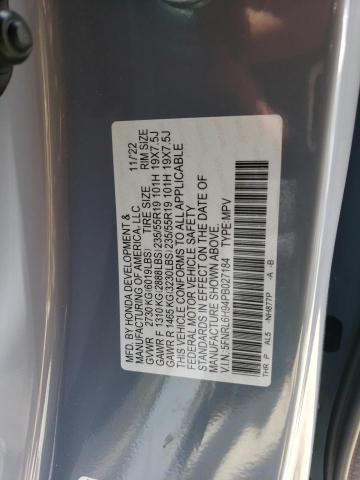 MFD. BY HONDA DEVELOPMENT &
MANUFACTURING OF AMERICA, LLC 11/22
GVWR 2730 KG(6019LBS) TIRE SIZE RIM SIZE
GAWR F 1310 KG(2888LBS) 235/55R19 101H 19X7.5J
GAWR R 1465 KG(3230LBS) 235/55R19 101H 19X7.5J
THIS VEHICLE CONFORMS TO ALL APPLICABLE
FEDERAL MOTOR VEHICLE SAFETY
STANDARDS IN EFFECT ON THE DATE OF
MANUFACTURE SHOWN ABOVE.
V.I.N. 5FNRL6H94PB027184 TYPE:MPV
THR P AL5 NH877P -A -B